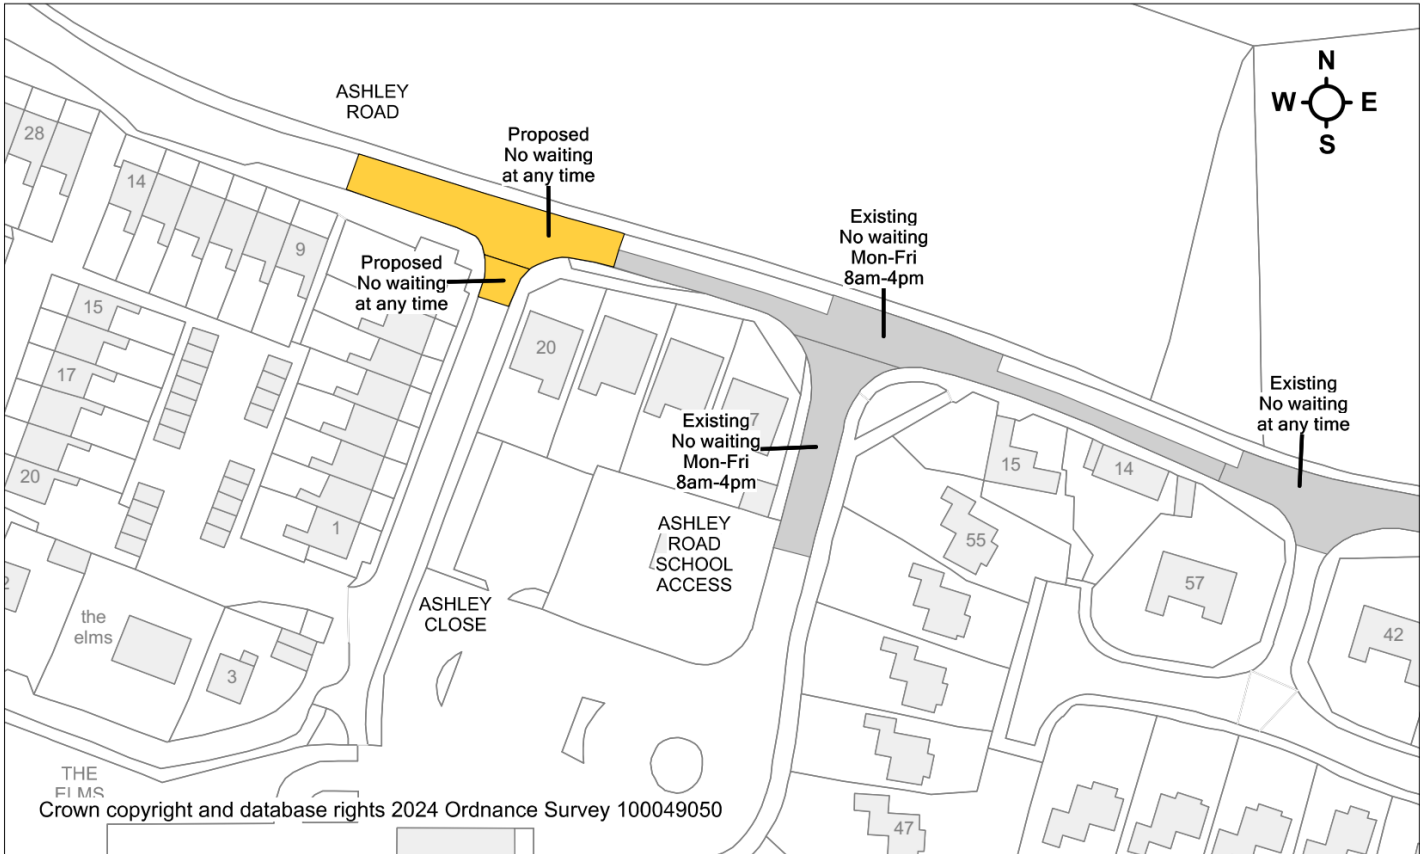 ASHLEY
ROAD
N
W E
S
Proposed
No waiting
at any time
28
14
9
Existing
No waiting
Mon-Fri
8am-4pm
Proposed
No waiting
at any time
15
20
17
Existing
No waiting
at any time
7
Existing
No waiting
Mon-Fri
8am-4pm
15
14
20
1
55
ASHLEY
ROAD
SCHOOL
ACCESS
57
2
ASHLEY
CLOSE
the
elms
42
3
THE
ELMS
Crown copyright and database rights 2024 Ordnance Survey 100049050
47